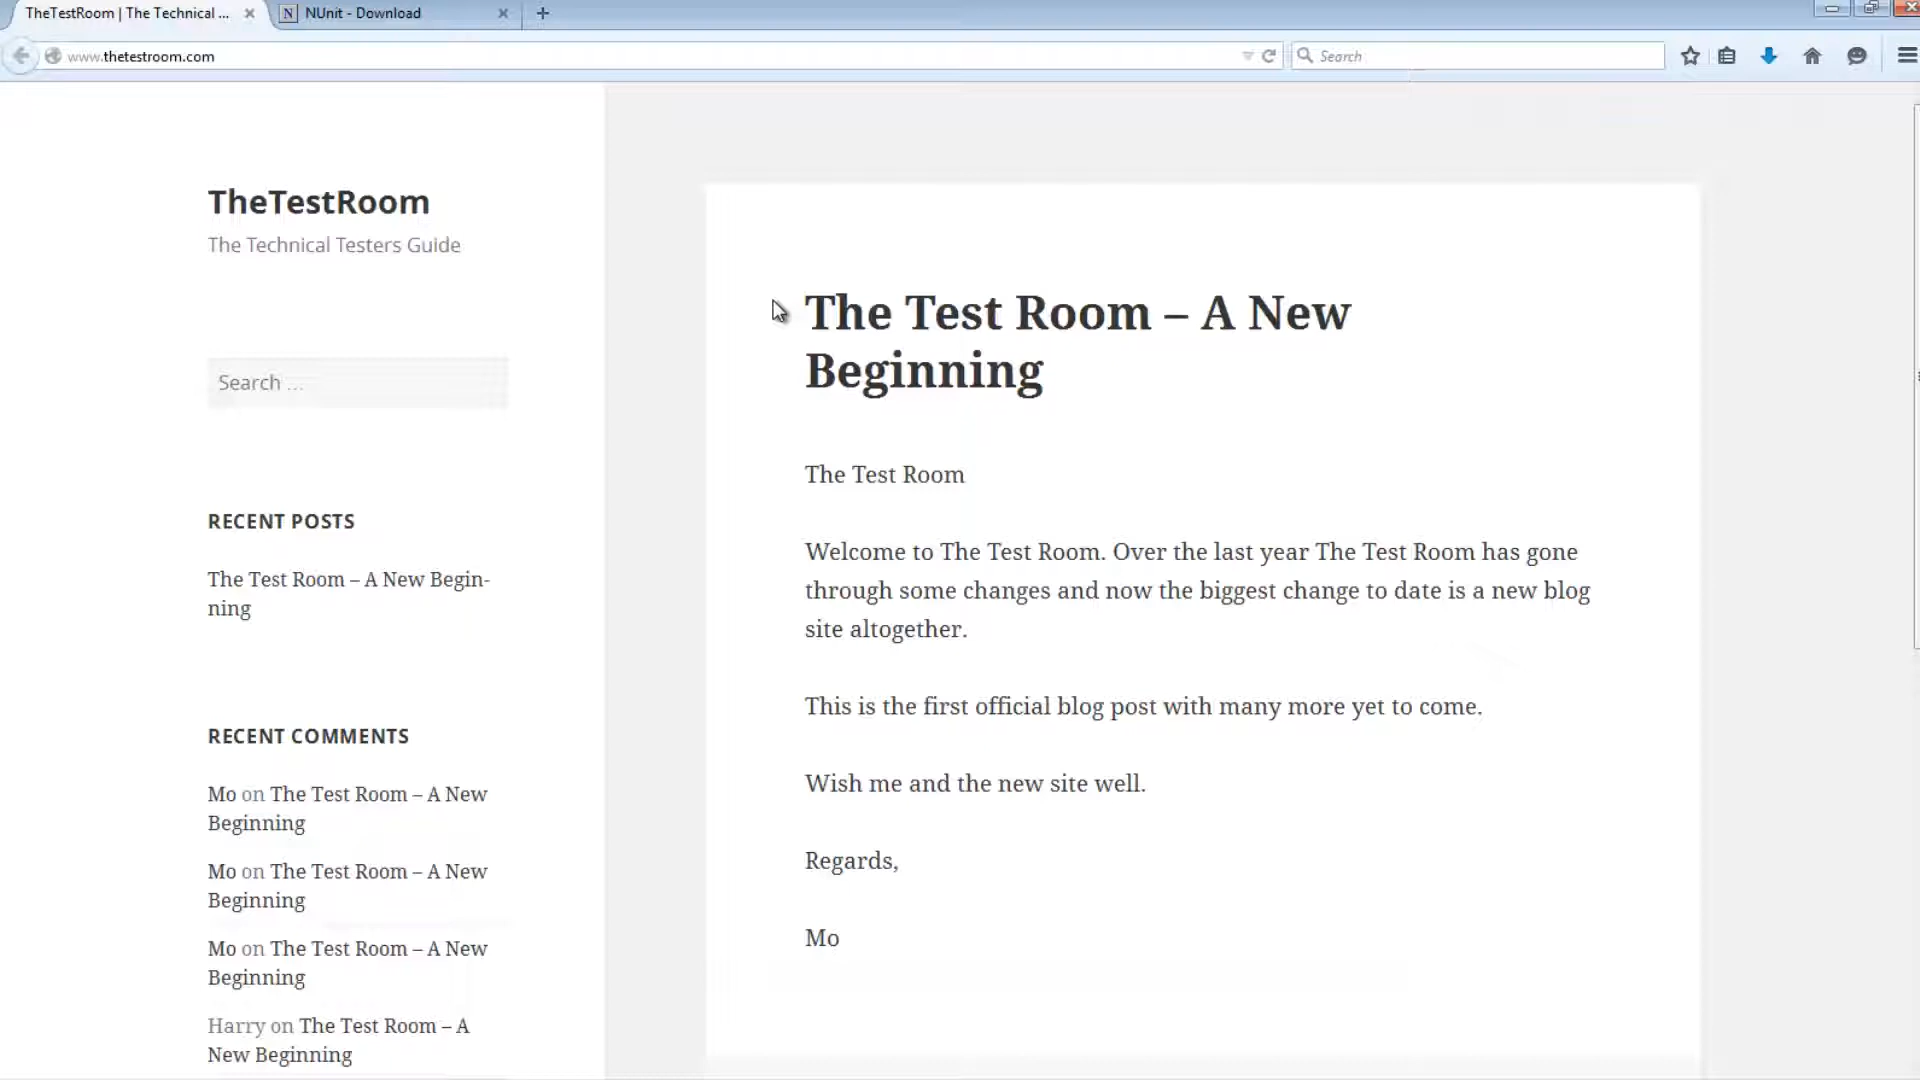 TheTestRoom | The Technical ...
NUnit - Download
www.thetestroom.com
Search
TheTestRoom
The Technical Testers Guide
Search ...
RECENT POSTS
The Test Room – A New Begin-
ning
RECENT COMMENTS
Mo on The Test Room – A New
Beginning
Mo on The Test Room – A New
Beginning
Mo on The Test Room – A New
Beginning
Harry on The Test Room – A
New Beginning
The Test Room – A New
Beginning
The Test Room
Welcome to The Test Room. Over the last year The Test Room has gone
through some changes and now the biggest change to date is a new blog
site altogether.
This is the first official blog post with many more yet to come.
Wish me and the new site well.
Regards,
Mo